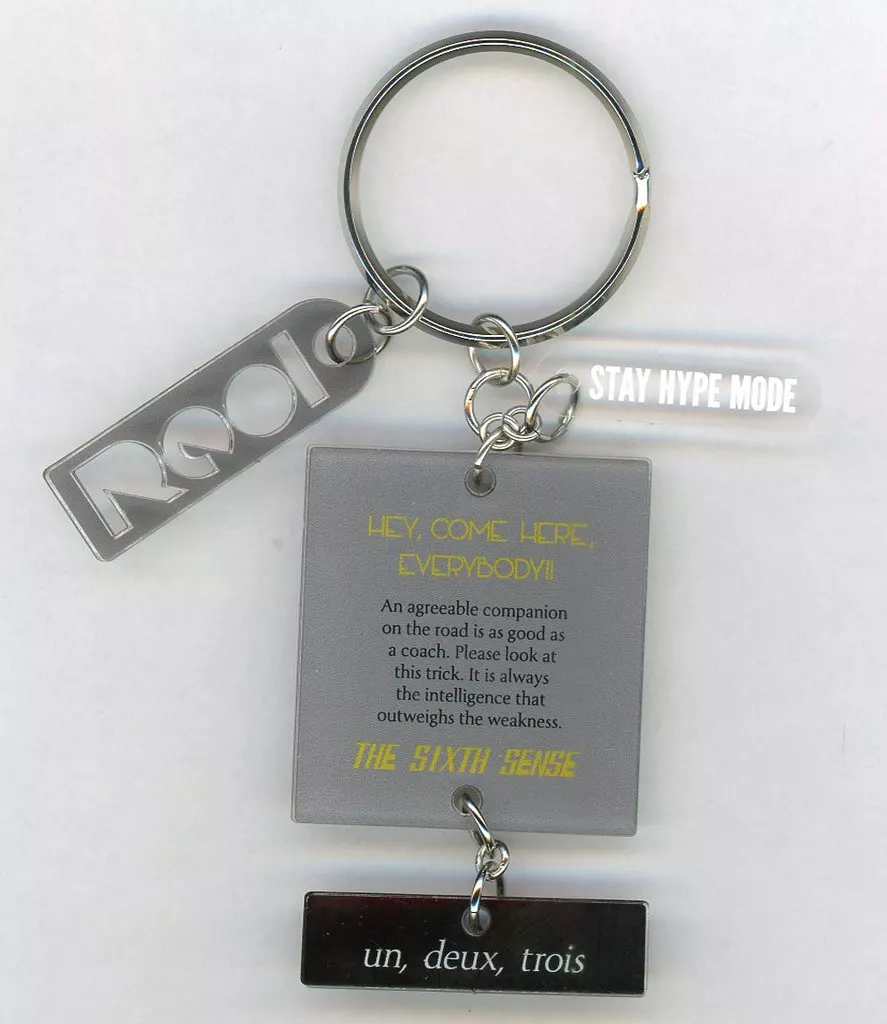 STAY HYPE MODE
Rool
HEY, COME HERE,
EVERYBODY!!
An agreeable companion
on the road is as good as
a coach. Please look at
this trick. It is always
the intelligence that
outweighs the weakness.
THE SIXTH SENSE
un, deux, trois